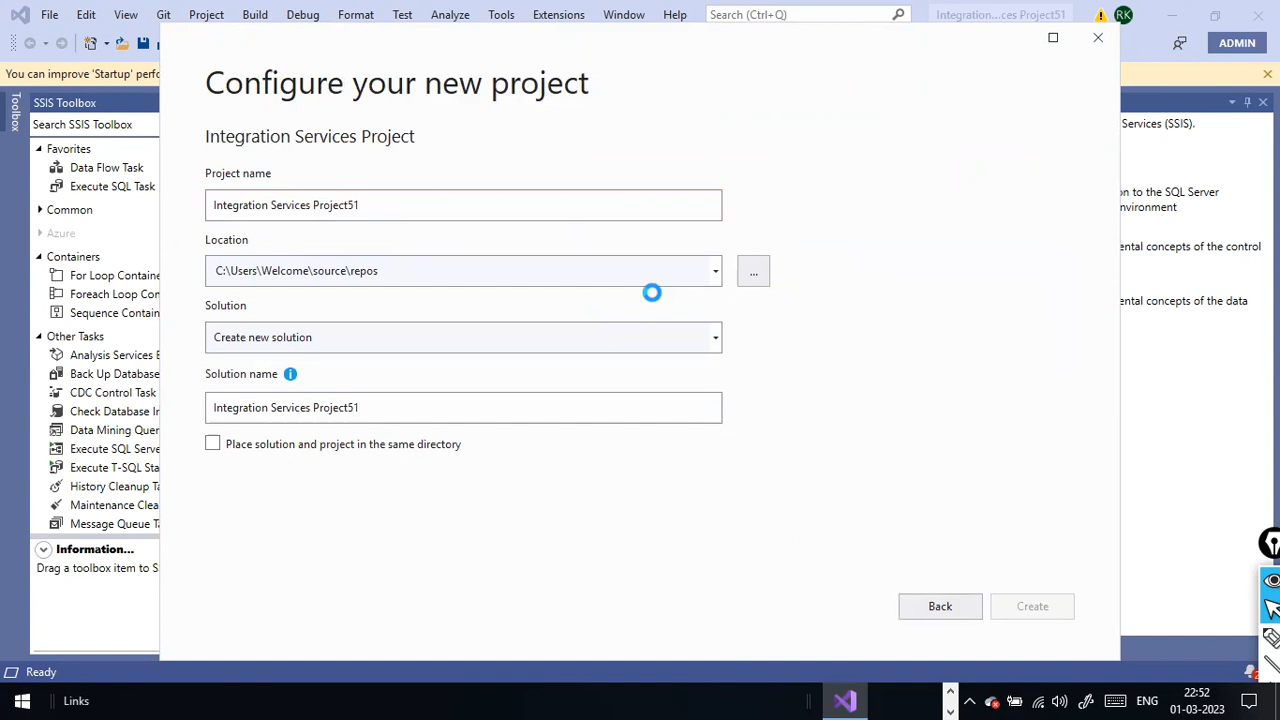 File Edit View Git Project Build Debug Format Test Analyze Tools Extensions Window Help Search (Ctrl+Q) Integration...ces Project51 RK
ADMIN
You can improve 'Startup' perfo
Toolbox
SSIS Toolbox
Search SSIS Toolbox
Favorites
Data Flow Task
Execute SQL Task
Common
Azure
Containers
For Loop Containe
Foreach Loop Con
Sequence Contain
Other Tasks
Analysis Services E
Back Up Database
CDC Control Task
Check Database In
Data Mining Quer
Execute SQL Serve
Execute T-SQL Sta
History Cleanup Ta
Maintenance Clea
Message Queue Ta
Information...
Drag a toolbox item to S
Configure your new project
Integration Services Project
Project name
Integration Services Project51
Location
C:\Users\Welcome\source\repos
...
Solution
Create new solution
Solution name
Integration Services Project51
Place solution and project in the same directory
Back Create
Services (SSIS).
on to the SQL Server
nvironment
ental concepts of the control
ental concepts of the data
Ready
Links
ENG
22:52
01-03-2023